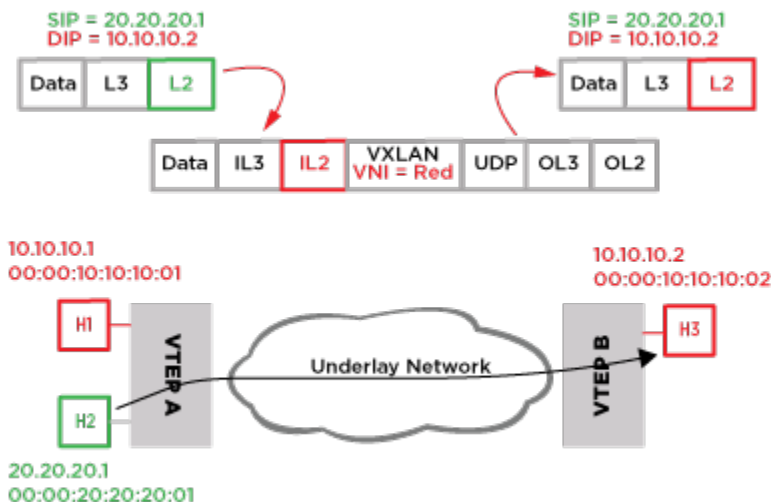 SIP = 20.20.20.1
DIP = 10.10.10.2
SIP = 20.20.20.1
DIP = 10.10.10.2
Data L3 L2
Data L3 L2
Data IL3 IL2 VXLAN UDP OL3 OL2
VNI = Red
10.10.10.1
00:00:10:10:10:01
10.10.10.2
00:00:10:10:10:02
H1
VTEP A
Underlay Network
VTEP B
H3
H2
20.20.20.1
00:00:20:20:20:01